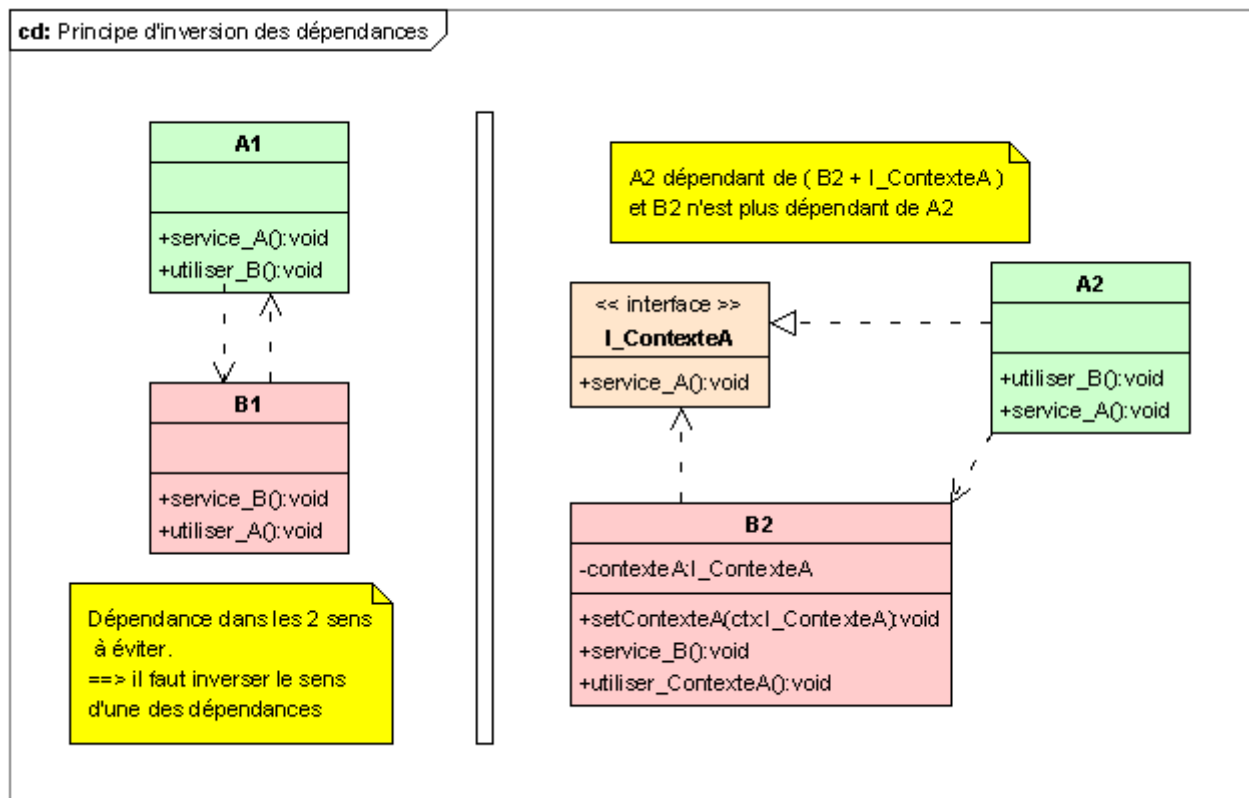 cd: Principe d'inversion des dépendances
A1
+service_A():void
+utiliser_B():void
B1
+service_B():void
+utiliser_A():void
Dépendance dans les 2 sens
à éviter.
==> il faut inverser le sens
d'une des dépendances
A2 dépendant de ( B2 + I_ContexteA )
et B2 n'est plus dépendant de A2
<< interface >>
I_ContexteA
+service_A():void
A2
+utiliser_B():void
+service_A():void
B2
-contexteA:I_ContexteA
+setContexteA(ctx:I_ContexteA):void
+service_B():void
+utiliser_ContexteA():void